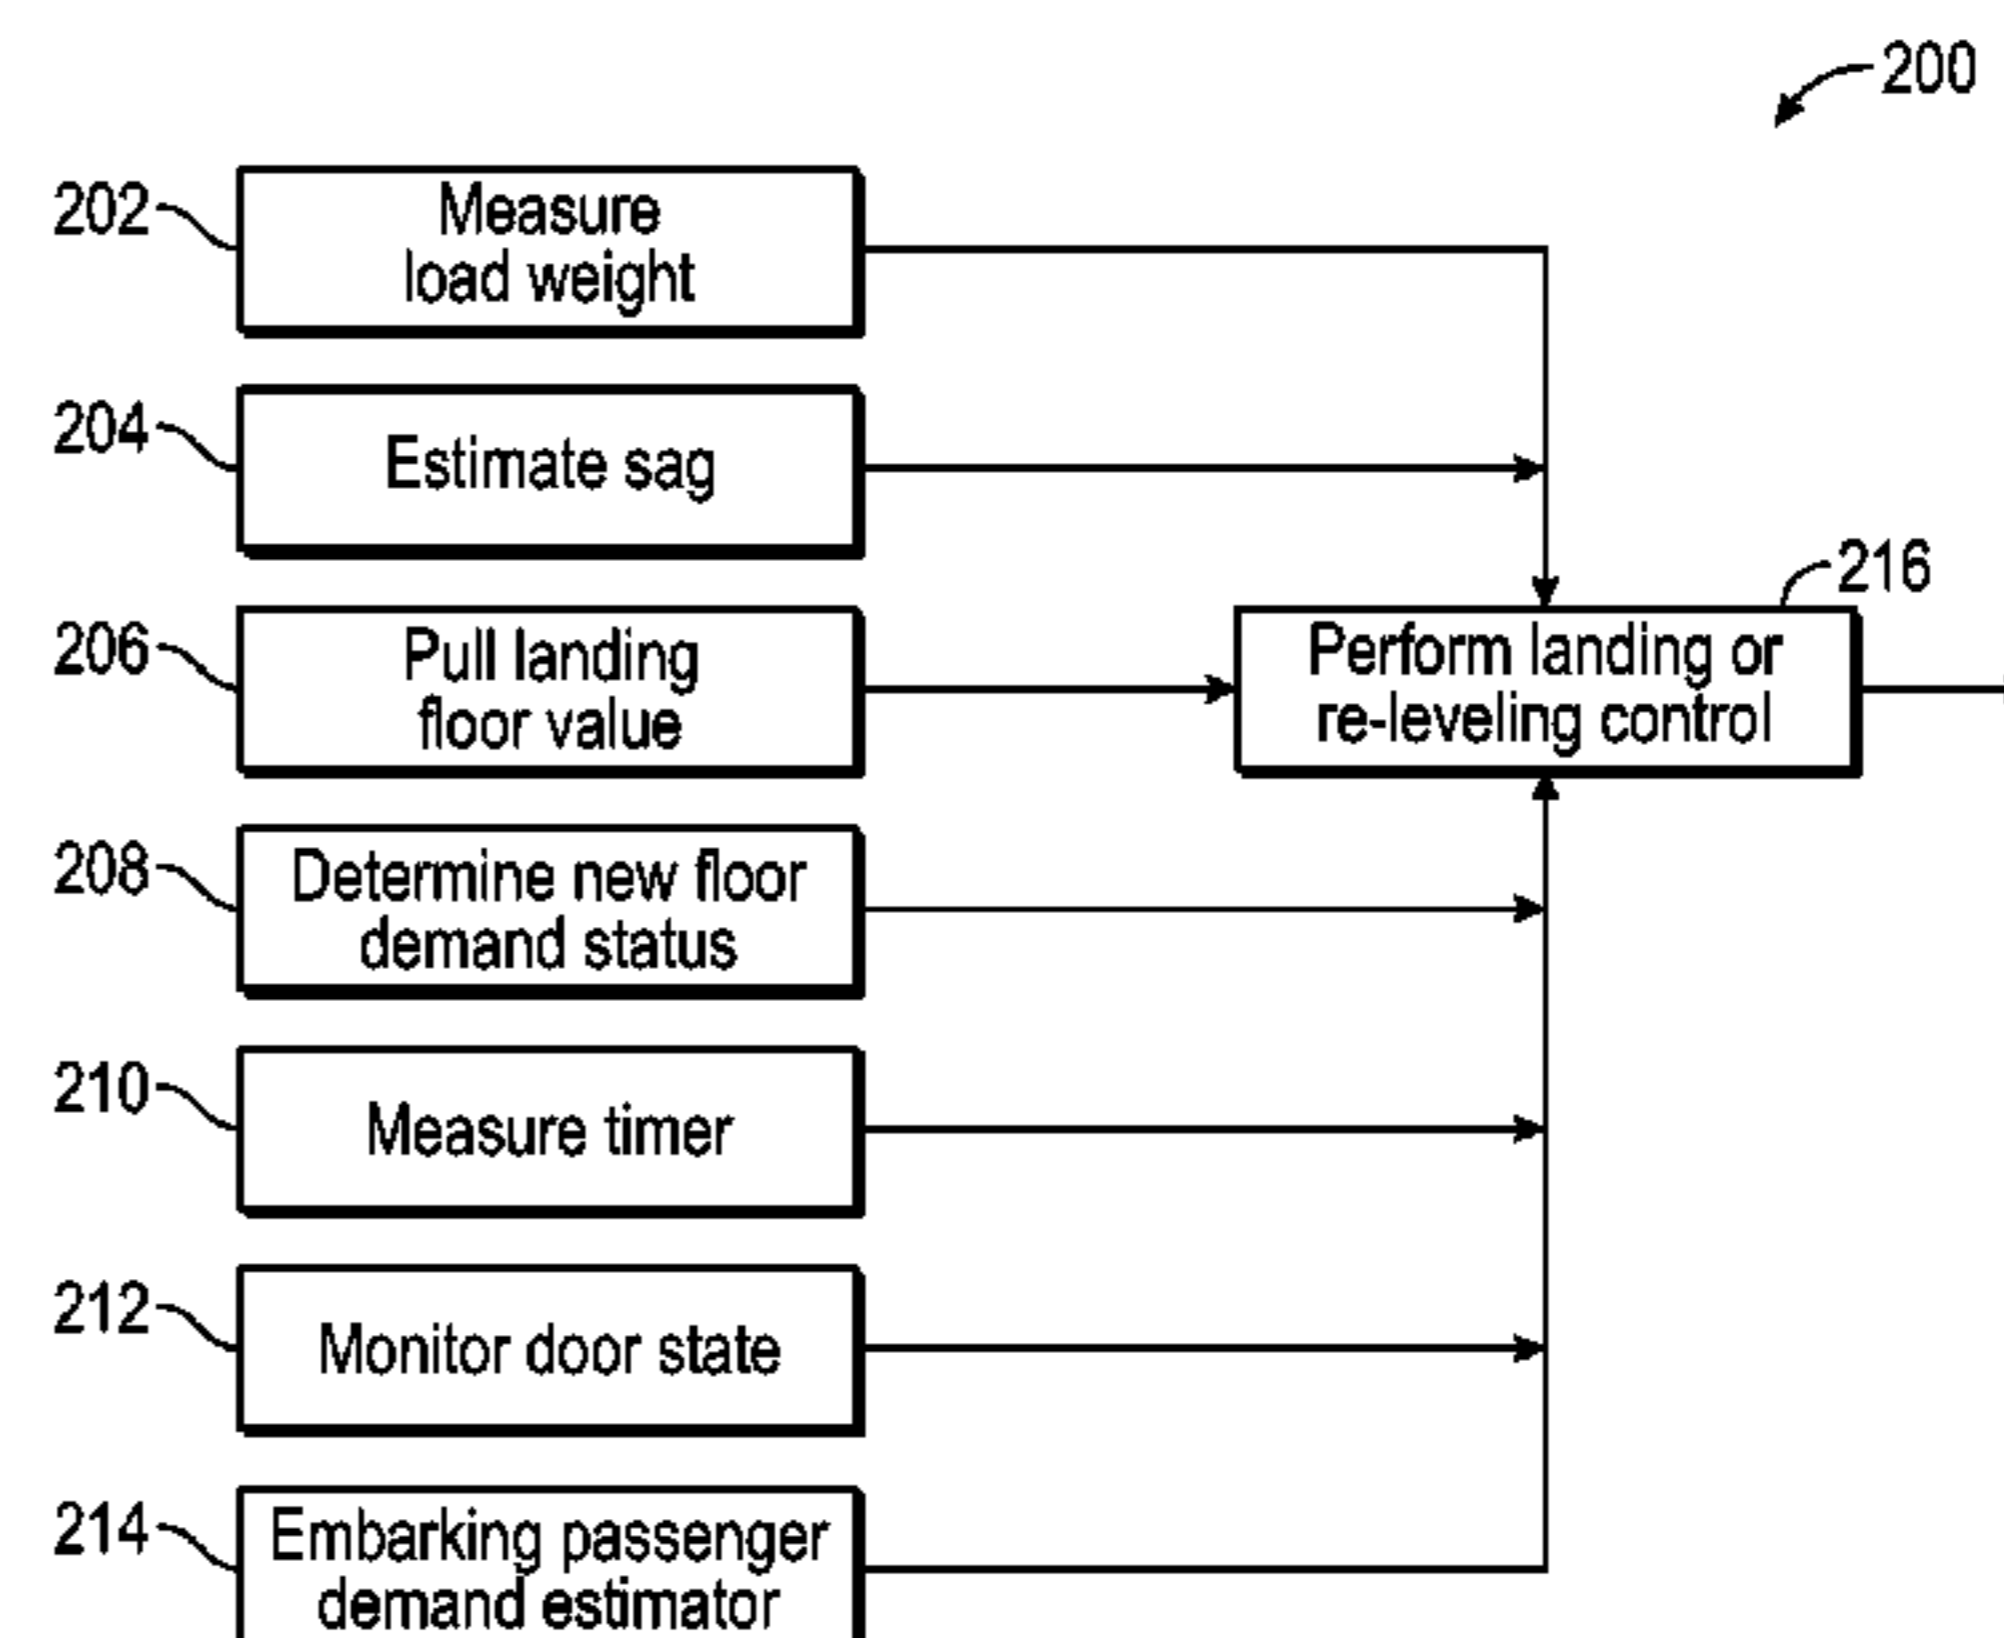 200
202
Measure
load weight
204
Estimate sag
206
Pull landing
floor value
216
Perform landing or
re-leveling control
208
Determine new floor
demand status
210
Measure timer
212
Monitor door state
214
Embarking passenger
demand estimator